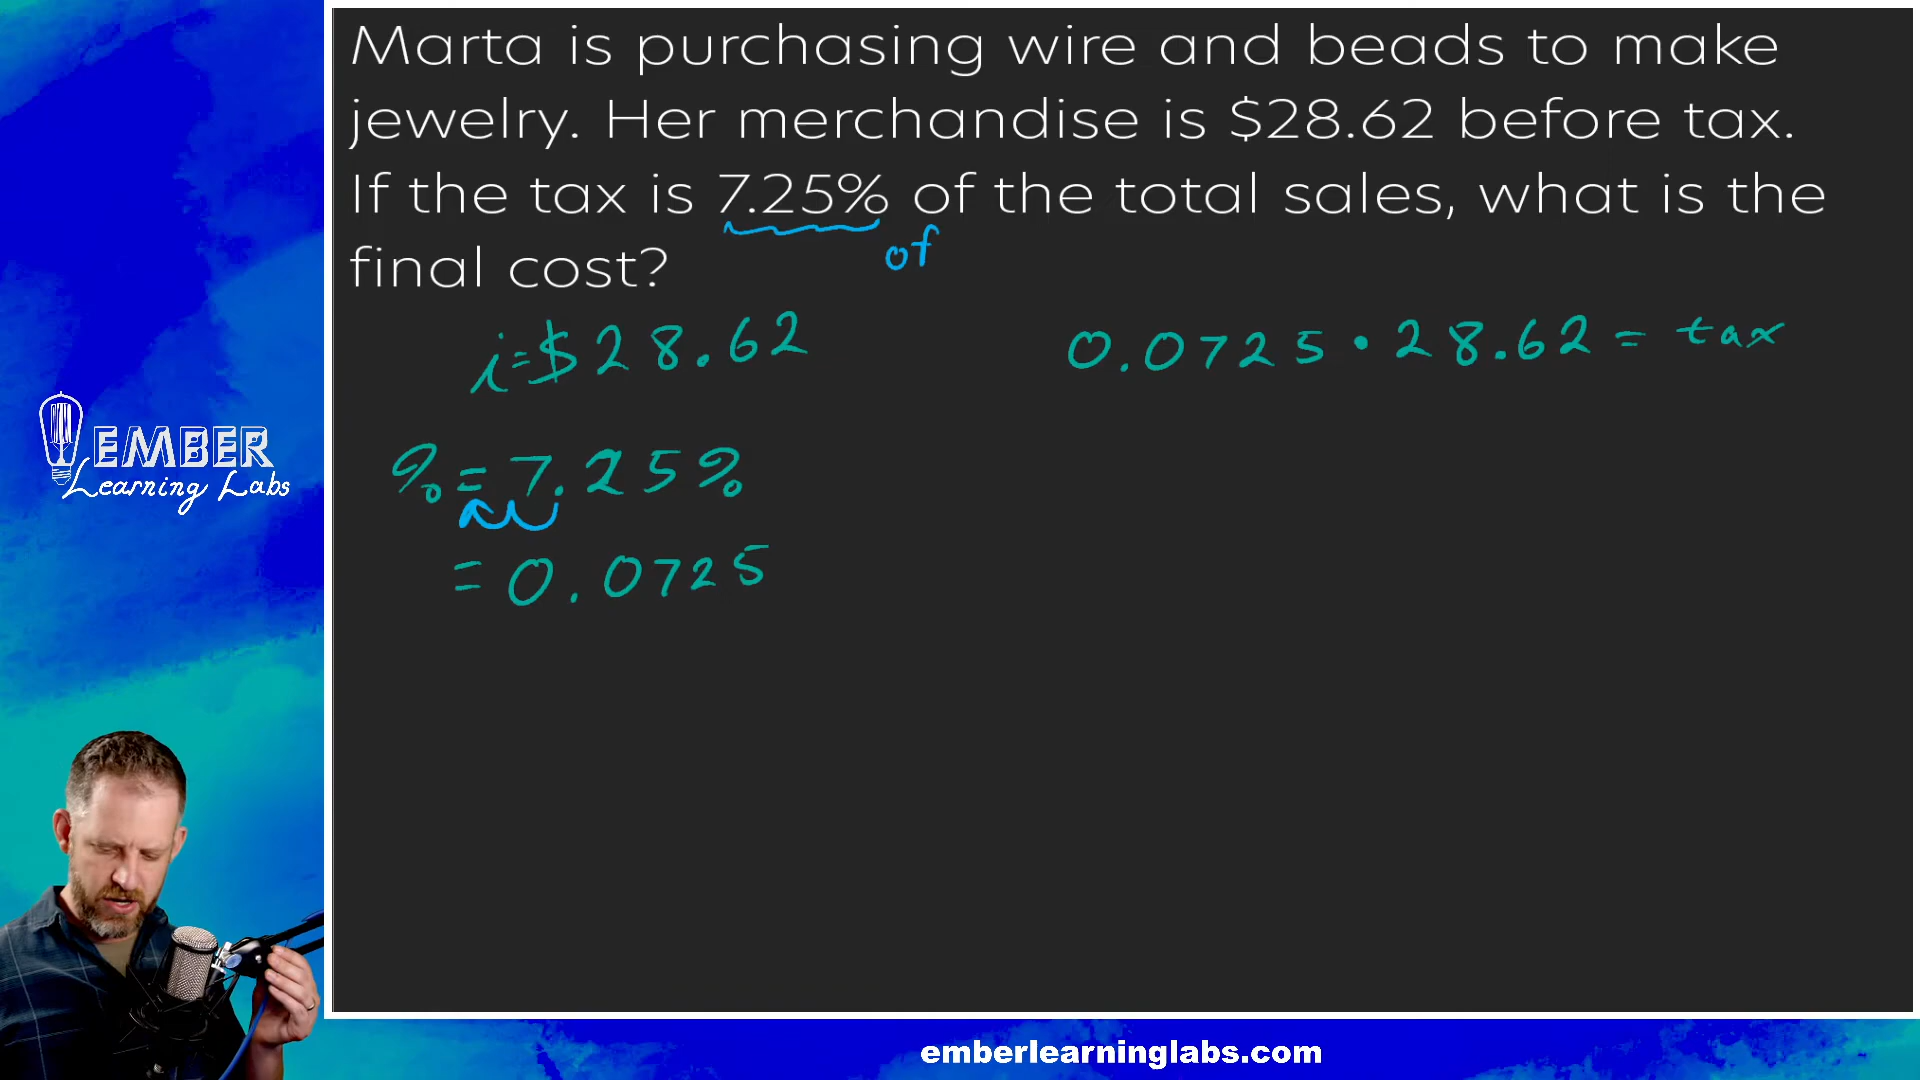 Marta is purchasing wire and beads to make
jewelry. Her merchandise is $28.62 before tax.
If the tax is 7.25% of the total sales, what is the
of
final cost?
i=$28.62
0.0725 • 28.62 = tax
% = 7.25%
= 0.0725
EMBER
Learning Labs
emberlearninglabs.com